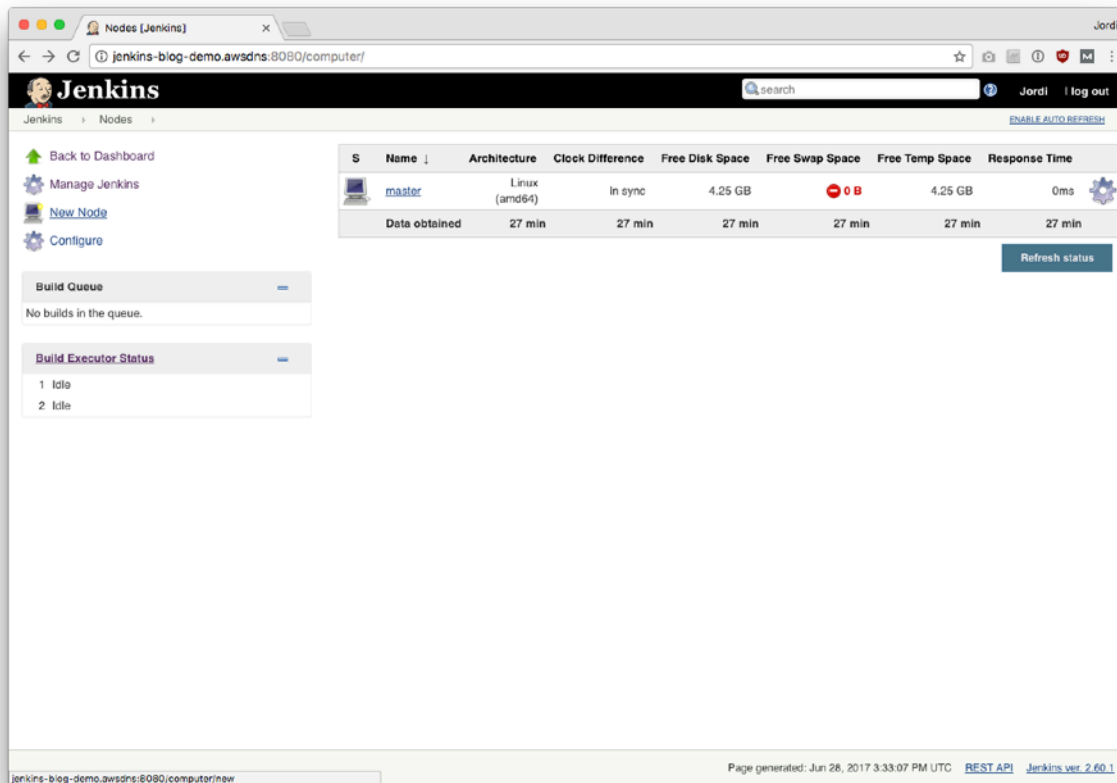 Nodes [Jenkins]
Jordi
jenkins-blog-demo.awsdns:8080/computer/
Jenkins
search
Jordi | log out
Jenkins Nodes
ENABLE AUTO REFRESH
Back to Dashboard
Manage Jenkins
New Node
Configure
S Name ↓ Architecture Clock Difference Free Disk Space Free Swap Space Free Temp Space Response Time
master Linux (amd64) In sync 4.25 GB 0 B 4.25 GB 0ms
Data obtained 27 min 27 min 27 min 27 min 27 min 27 min
Refresh status
Build Queue
No builds in the queue.
Build Executor Status
1 Idle
2 Idle
Page generated: Jun 28, 2017 3:33:07 PM UTC REST API Jenkins ver. 2.60.1
jenkins-blog-demo.awsdns:8080/computer/new